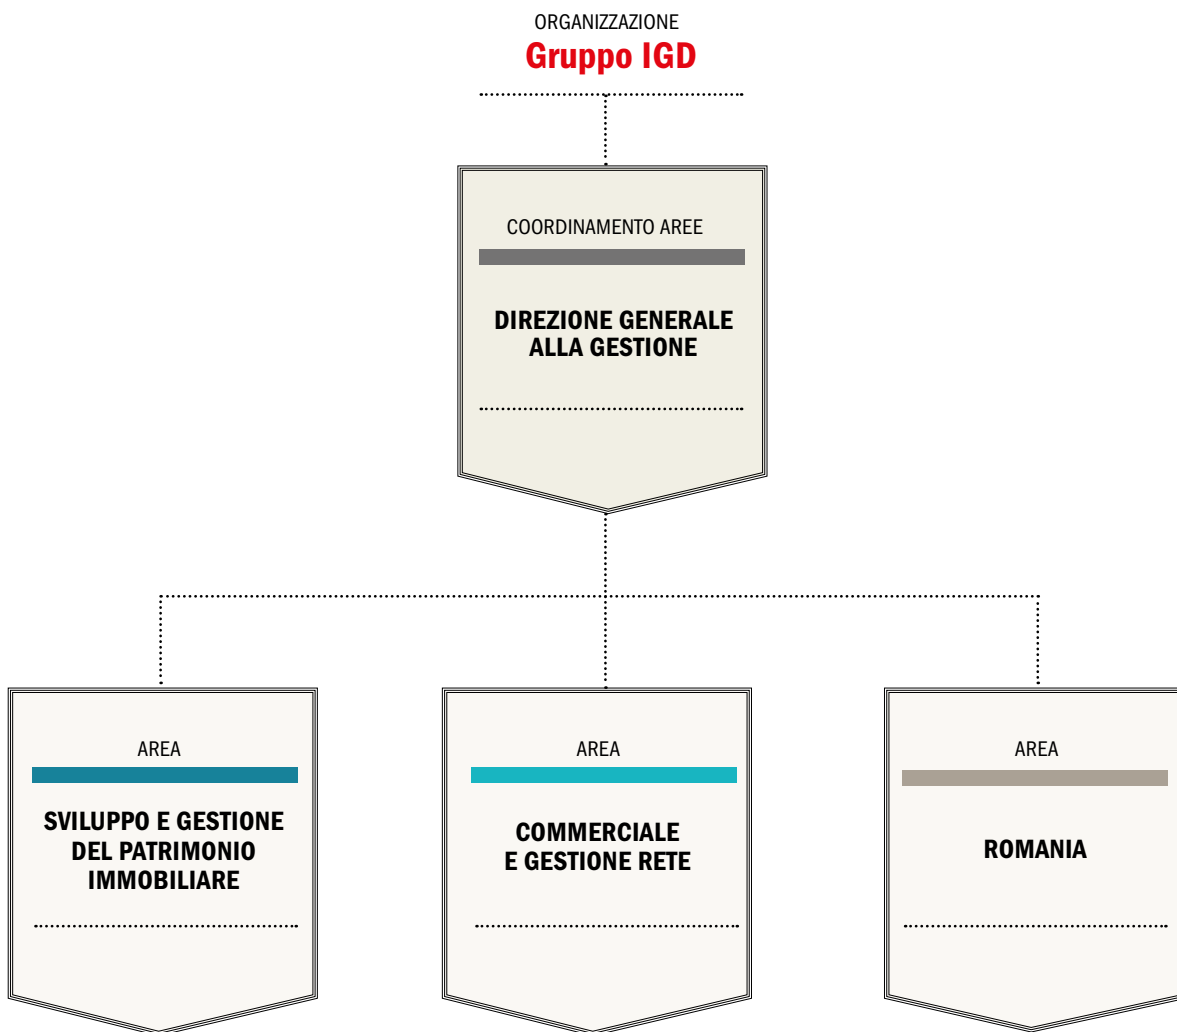 ORGANIZZAZIONE
Gruppo IGD
COORDINAMENTO AREE
DIREZIONE GENERALE
ALLA GESTIONE
AREA
SVILUPPO E GESTIONE
DEL PATRIMONIO
IMMOBILIARE
AREA
COMMERCIALE
E GESTIONE RETE
AREA
ROMANIA